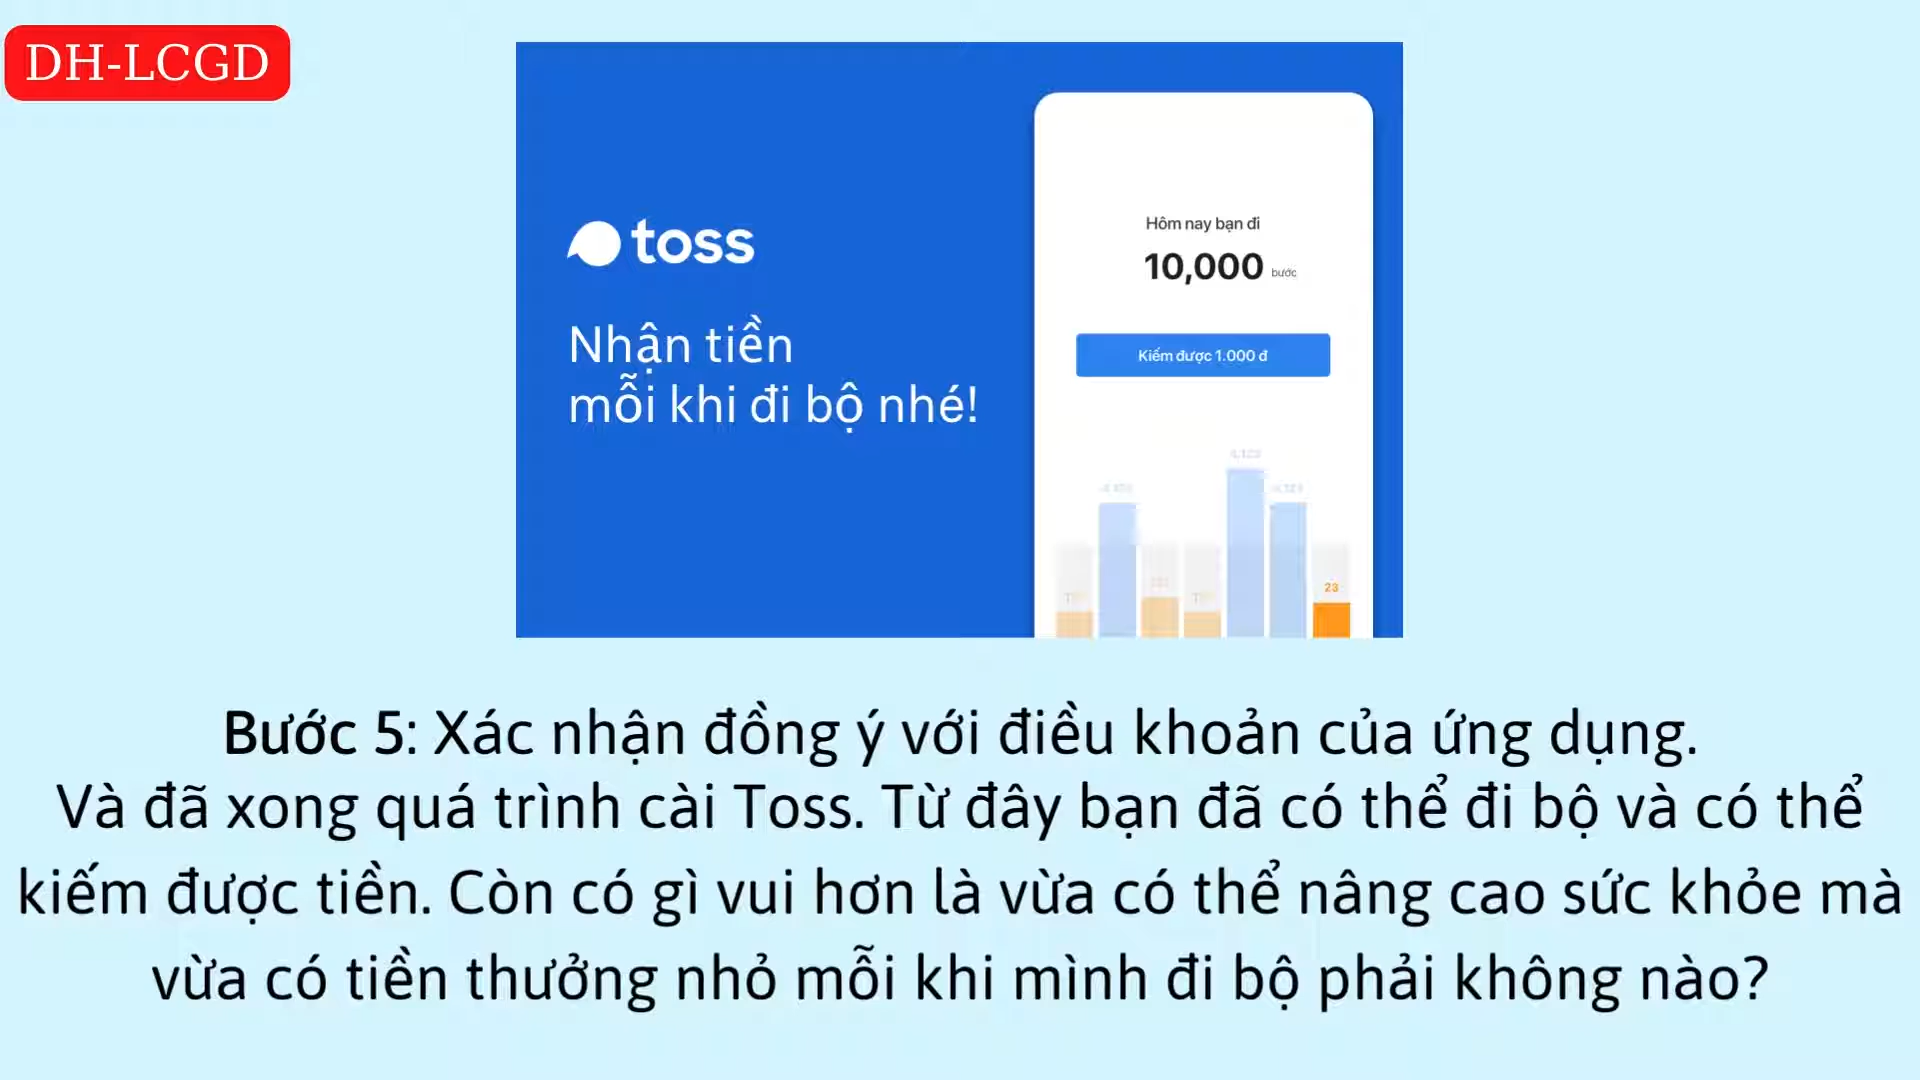 DH-LCGD
toss
Nhận tiền
mỗi khi đi bộ nhé!
Hôm nay bạn đi
10,000 bước
Kiếm được 1.000 đ
23
Bước 5: Xác nhận đồng ý với điều khoản của ứng dụng.
Và đã xong quá trình cài Toss. Từ đây bạn đã có thể đi bộ và có thể
kiếm được tiền. Còn có gì vui hơn là vừa có thể nâng cao sức khỏe mà
vừa có tiền thưởng nhỏ mỗi khi mình đi bộ phải không nào?